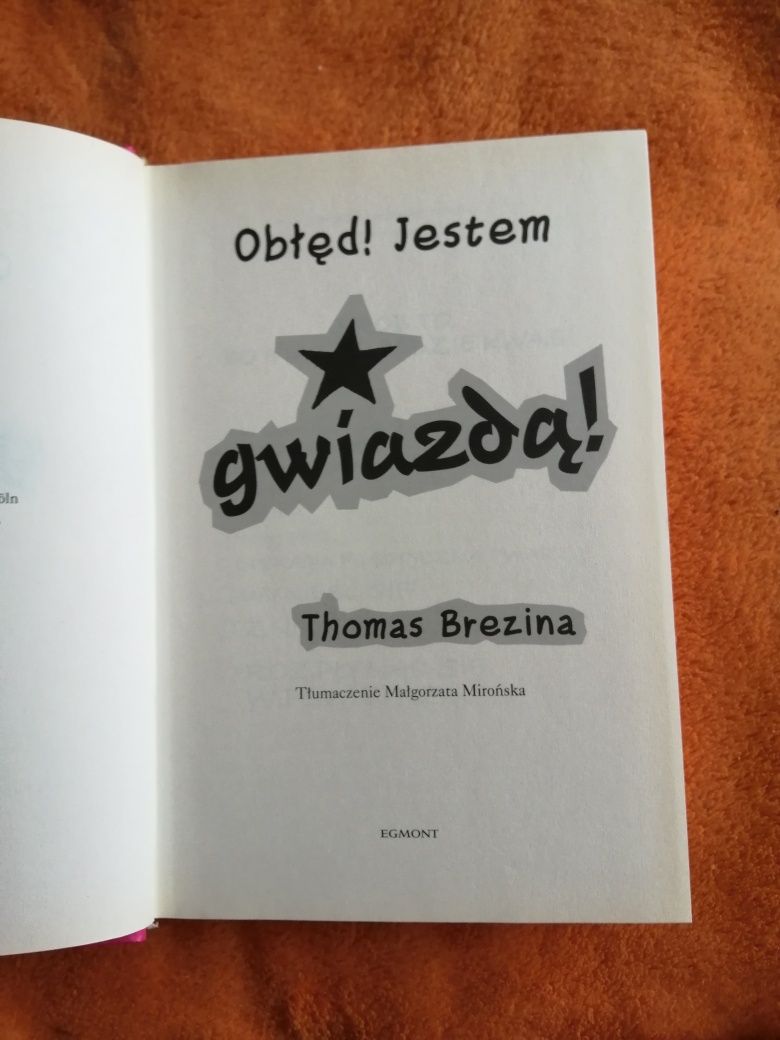 Obłęd! Jestem
gwiazdą!
Thomas Brezina
Tłumaczenie Małgorzata Mirońska
EGMONT